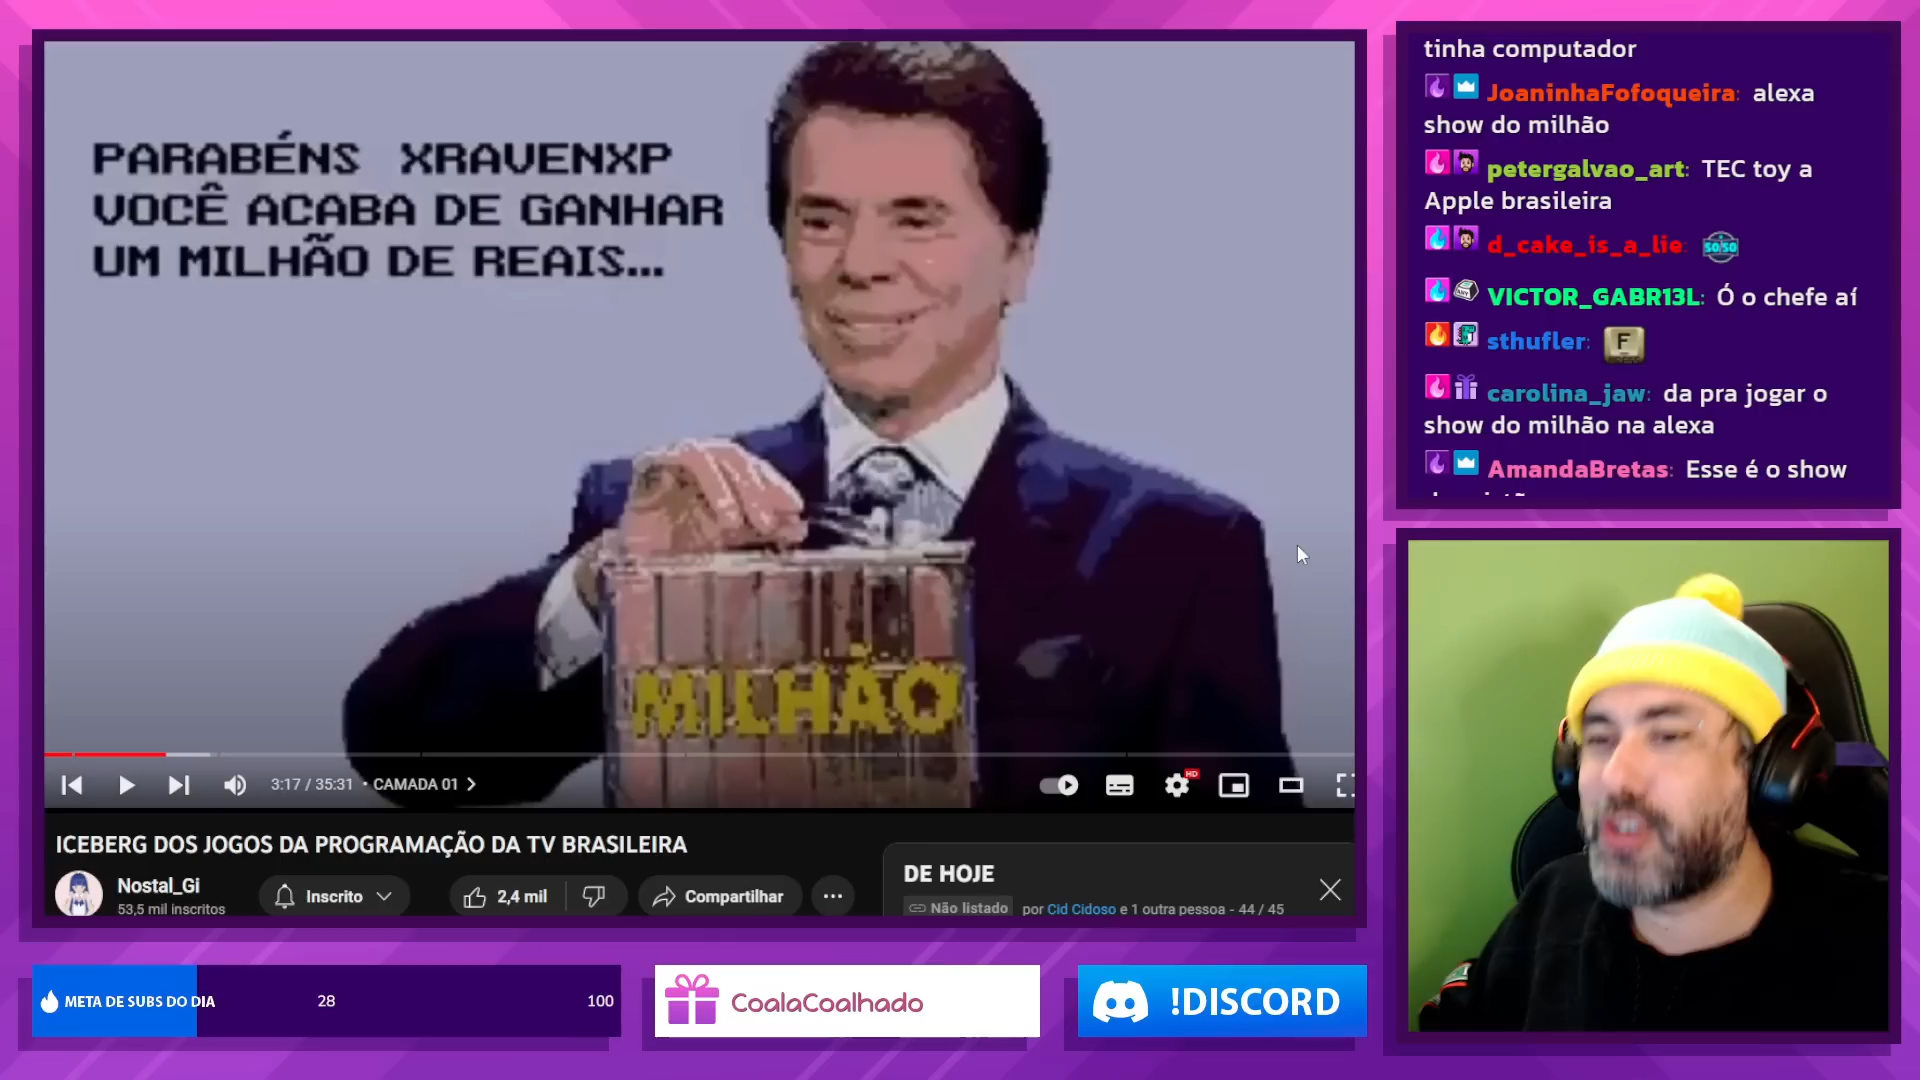 PARABÉNS XRAVENXP
VOCÊ ACABA DE GANHAR
UM MILHÃO DE REAIS...
MILHÃO
3:17 / 35:31 • CAMADA 01
HD
ICEBERG DOS JOGOS DA PROGRAMAÇÃO DA TV BRASILEIRA
Nostal_Gi
53,5 mil inscritos
Inscrito
2,4 mil
Compartilhar
DE HOJE
Não listado por Cid Cidoso e 1 outra pessoa - 44 / 45
tinha computador
JoaninhaFofoqueira: alexa
show do milhão
petergalvao_art: TEC toy a
Apple brasileira
d_cake_is_a_lie: 50 50
VICTOR_GABR13L: Ó o chefe aí
sthufler: F
carolina_jaw: da pra jogar o
show do milhão na alexa
AmandaBretas: Esse é o show
META DE SUBS DO DIA 28 100
CoalaCoalhado
!DISCORD